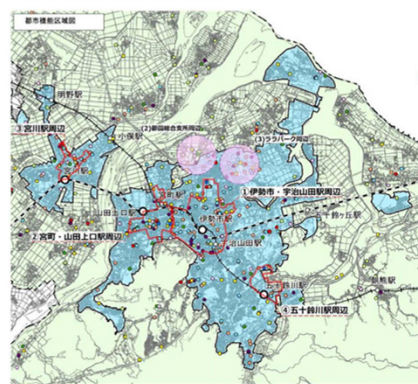 都市機能区域図
明野駅
③宮川駅周辺
小俣駅
(2)御薗総合支所周辺
(3)ララパーク周辺
①伊勢市・宇治山田駅周辺
山田上口駅
伊勢市駅
②宮町・山田上口駅周辺
宇治山田駅
五十鈴ヶ丘駅
④五十鈴川駅周辺